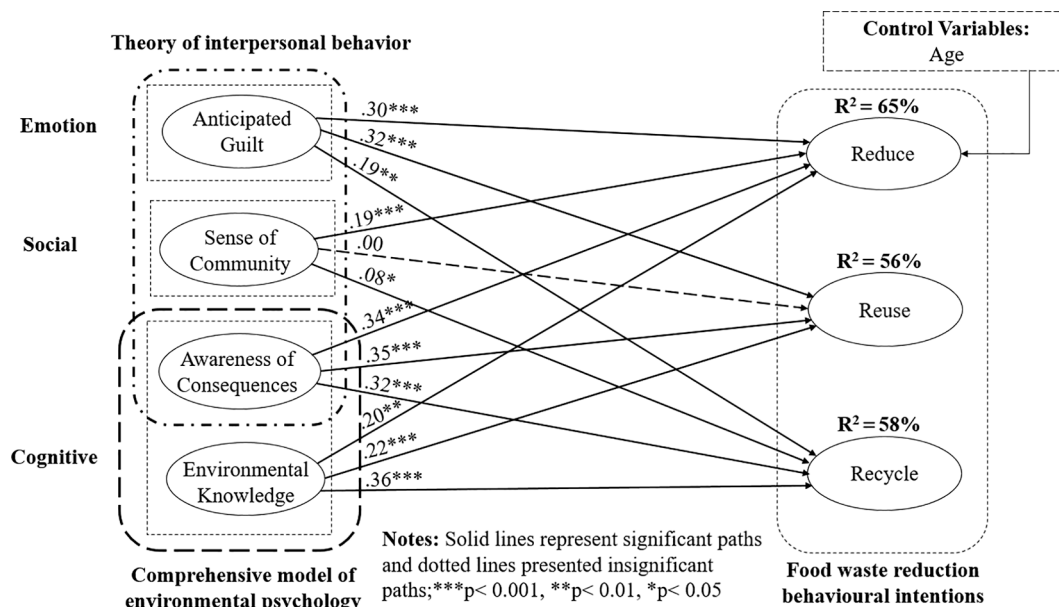 Theory of interpersonal behavior
Control Variables:
Age
Emotion
Anticipated
Guilt
.30***
.32***
.19**
R² = 65%
Reduce
Social
Sense of
Community
.19***
.00
.08*
R² = 56%
Reuse
Awareness of
Consequences
.34***
.35***
.32***
Cognitive
Environmental
Knowledge
.20**
.22***
.36***
R² = 58%
Recycle
Notes: Solid lines represent significant paths
and dotted lines presented insignificant
paths;***p< 0.001, **p< 0.01, *p< 0.05
Comprehensive model of
environmental psychology
Food waste reduction
behavioural intentions